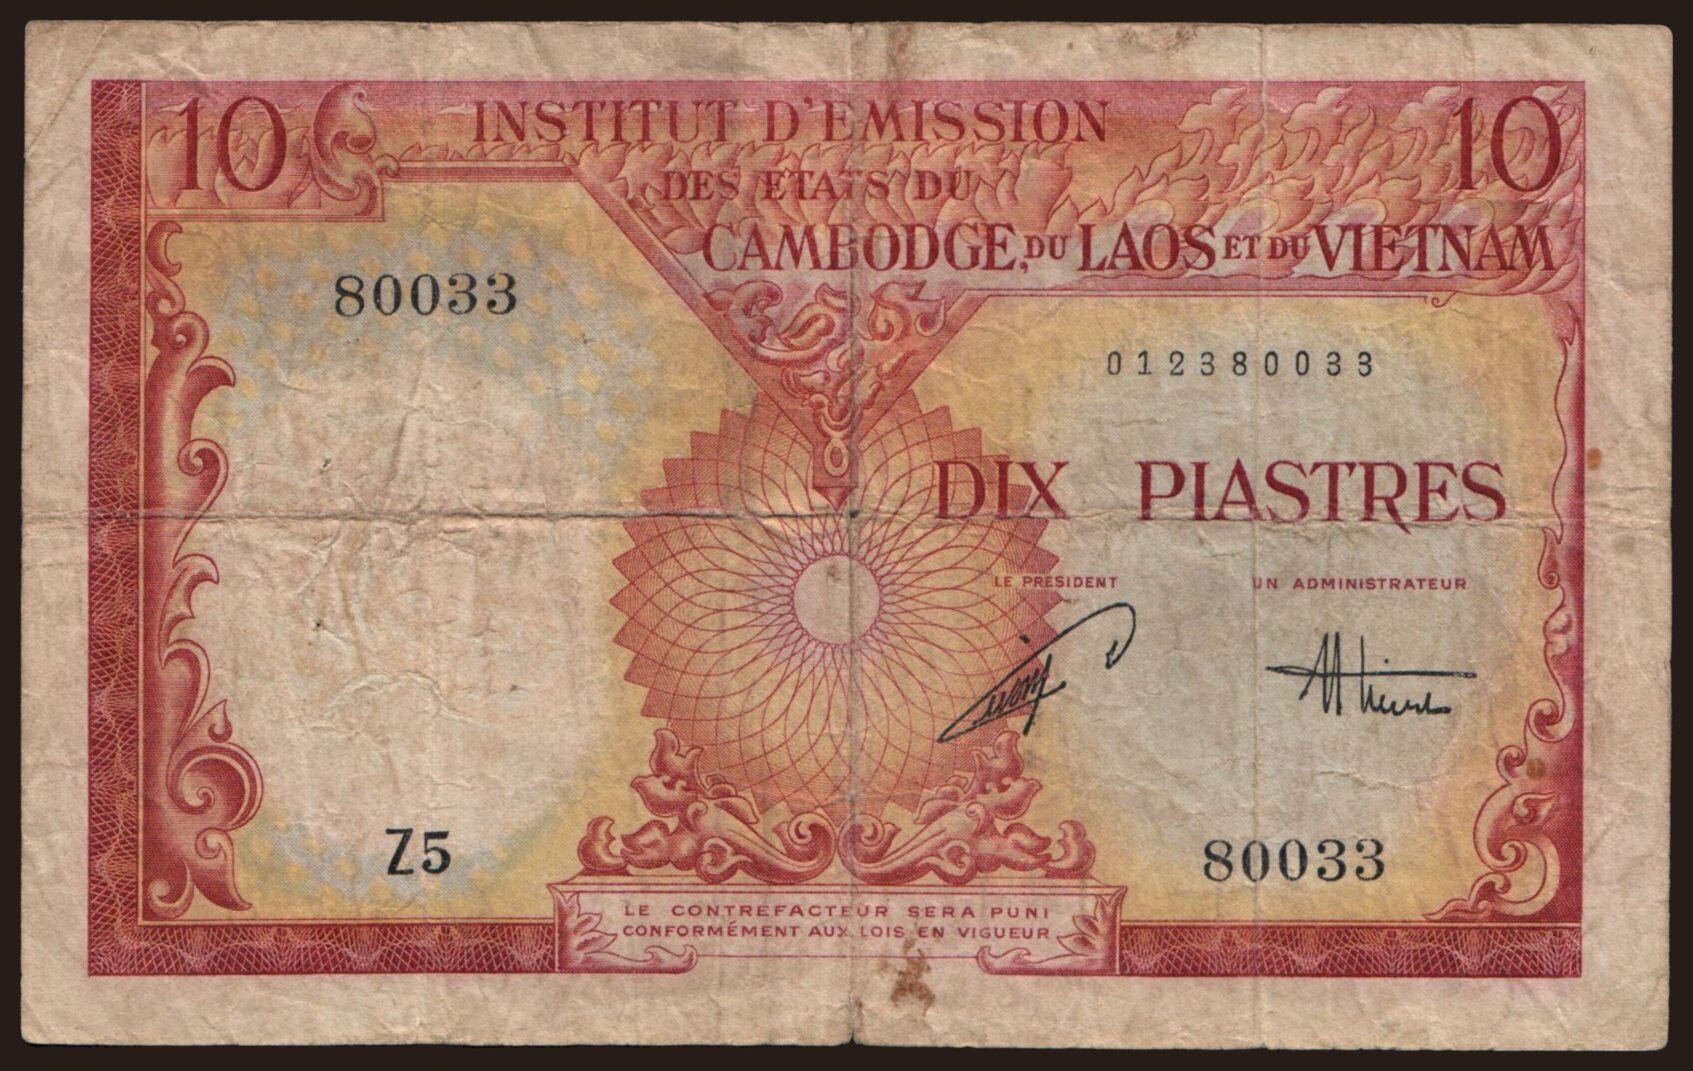 10 INSTITUT D'EMISSION 10
DES ETATS DU
CAMBODGE, DU LAOS ET DU VIETNAM
80033
012380033
DIX PIASTRES
LE PRÉSIDENT UN ADMINISTRATEUR
Z5
80033
LE CONTREFACTEUR SERA PUNI
CONFORMÉMENT AUX LOIS EN VIGUEUR